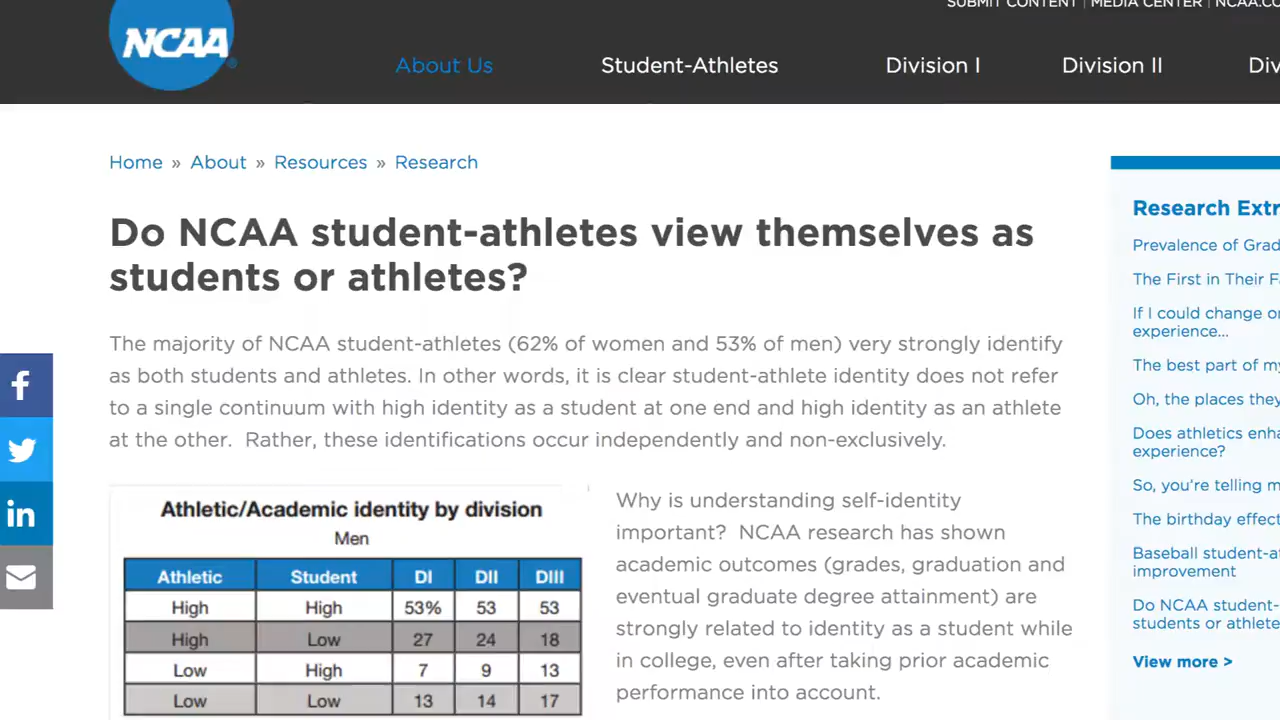 SUBMIT CONTENT | MEDIA CENTER | NCAA.CO
NCAA
About Us
Student-Athletes
Division I
Division II
Div
Home » About » Resources » Research
Do NCAA student-athletes view themselves as
students or athletes?
The majority of NCAA student-athletes (62% of women and 53% of men) very strongly identify
as both students and athletes. In other words, it is clear student-athlete identity does not refer
to a single continuum with high identity as a student at one end and high identity as an athlete
at the other. Rather, these identifications occur independently and non-exclusively.
Athletic/Academic identity by division
Men
Athletic Student DI DII DIII
High High 53% 53 53
High Low 27 24 18
Low High 7 9 13
Low Low 13 14 17
Why is understanding self-identity
important? NCAA research has shown
academic outcomes (grades, graduation and
eventual graduate degree attainment) are
strongly related to identity as a student while
in college, even after taking prior academic
performance into account.
Research Extr
Prevalence of Grad
The First in Their F
If I could change o
experience...
The best part of my
Oh, the places they
Does athletics enha
experience?
So, you're telling m
The birthday effect
Baseball student-a
improvement
Do NCAA student-
students or athlete
View more >
f
in